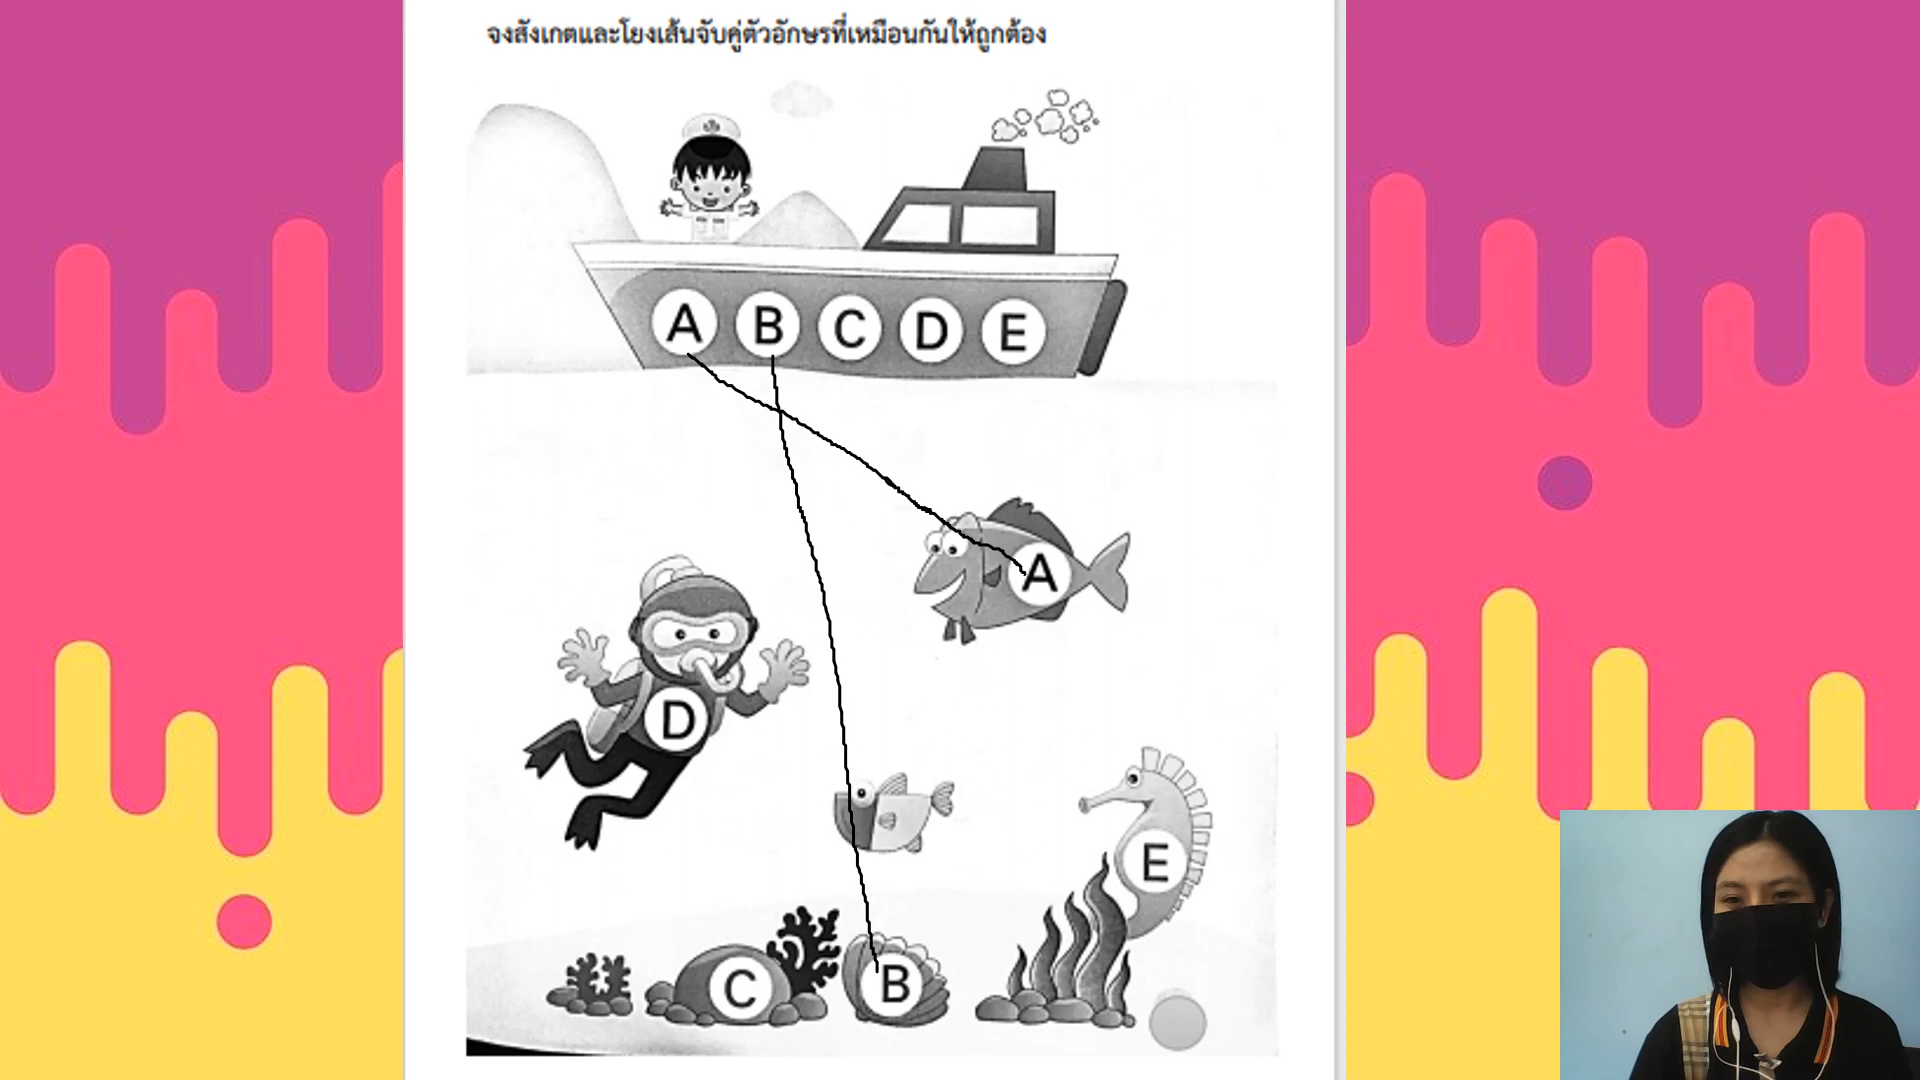 จงสังเกตและโยงเส้นจับคู่ตัวอักษรที่เหมือนกันให้ถูกต้อง
A B C D E
A
D
E
C
B